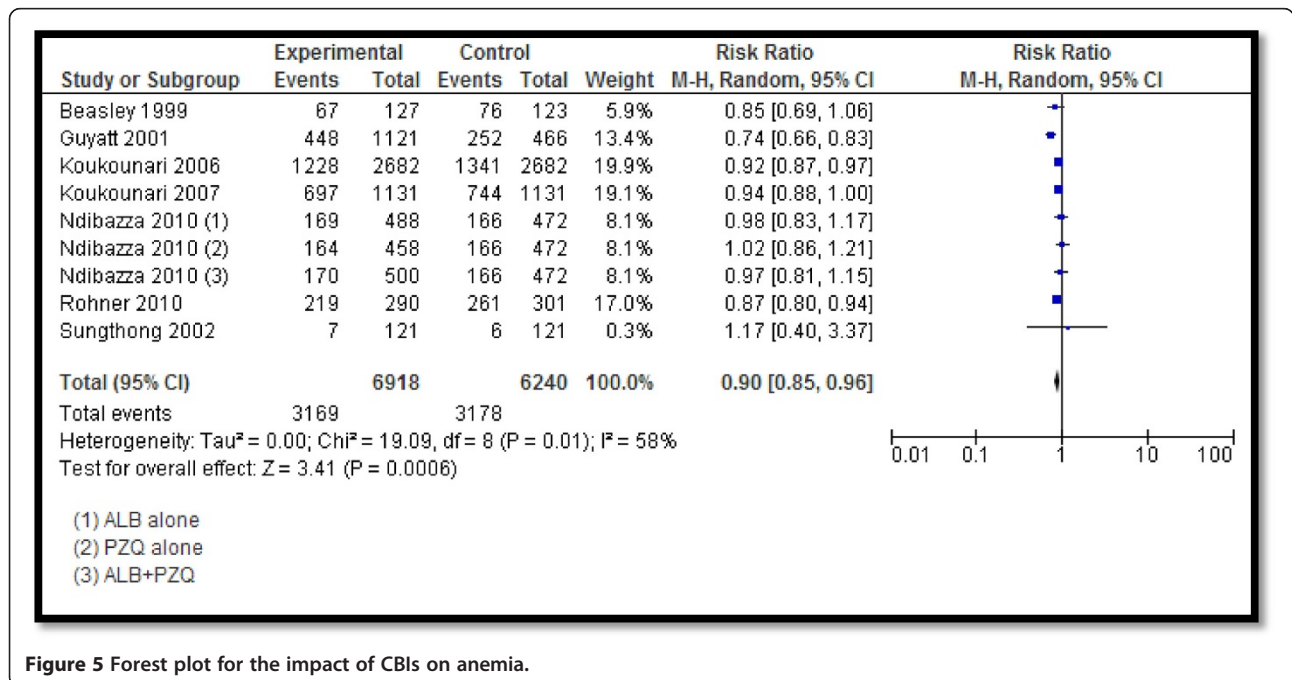 Experimental Control Risk Ratio Risk Ratio
Study or Subgroup Events Total Events Total Weight M-H, Random, 95% CI M-H, Random, 95% CI
Beasley 1999 67 127 76 123 5.9% 0.85 [0.69, 1.06]
Guyatt 2001 448 1121 252 466 13.4% 0.74 [0.66, 0.83]
Koukounari 2006 1228 2682 1341 2682 19.9% 0.92 [0.87, 0.97]
Koukounari 2007 697 1131 744 1131 19.1% 0.94 [0.88, 1.00]
Ndibazza 2010 (1) 169 488 166 472 8.1% 0.98 [0.83, 1.17]
Ndibazza 2010 (2) 164 458 166 472 8.1% 1.02 [0.86, 1.21]
Ndibazza 2010 (3) 170 500 166 472 8.1% 0.97 [0.81, 1.15]
Rohner 2010 219 290 261 301 17.0% 0.87 [0.80, 0.94]
Sungthong 2002 7 121 6 121 0.3% 1.17 [0.40, 3.37]
Total (95% CI) 6918 6240 100.0% 0.90 [0.85, 0.96]
Total events 3169 3178
Heterogeneity: Tau² = 0.00; Chi² = 19.09, df = 8 (P = 0.01); I² = 58%
Test for overall effect: Z = 3.41 (P = 0.0006)
0.01 0.1 1 10 100
(1) ALB alone
(2) PZQ alone
(3) ALB+PZQ
Figure 5 Forest plot for the impact of CBIs on anemia.